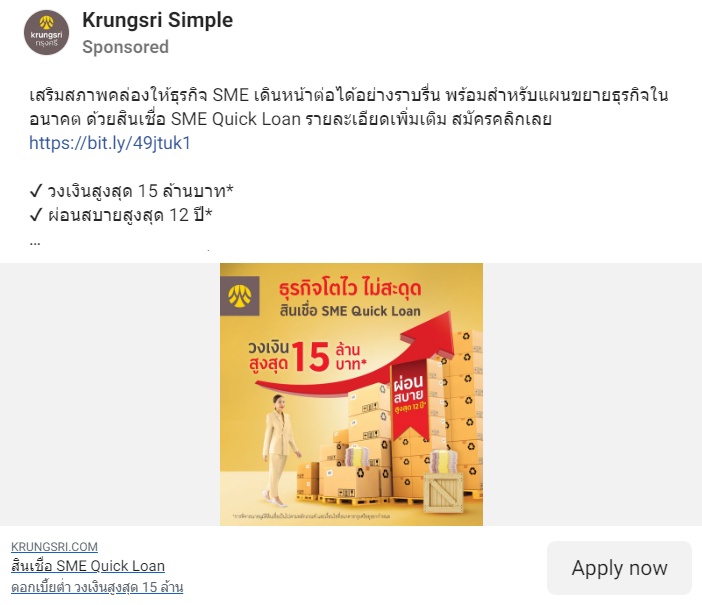 krungsri
กรุงศรี
Krungsri Simple
Sponsored
เสริมสภาพคล่องให้ธุรกิจ SME เดินหน้าต่อได้อย่างราบรื่น พร้อมสำหรับแผนขยายธุรกิจใน
อนาคต ด้วยสินเชื่อ SME Quick Loan รายละเอียดเพิ่มเติม สมัครคลิกเลย
https://bit.ly/49jtuk1
✓ วงเงินสูงสุด 15 ล้านบาท*
✓ ผ่อนสบายสูงสุด 12 ปี*
...
ธุรกิจโตไว ไม่สะดุด
สินเชื่อ SME Quick Loan
วงเงิน
สูงสุด 15 ล้าน
บาท*
ผ่อน
สบาย
สูงสุด 12 ปี*
KRUNGSRI.COM
สินเชื่อ SME Quick Loan
ดอกเบี้ยต่ำ วงเงินสูงสุด 15 ล้าน
Apply now